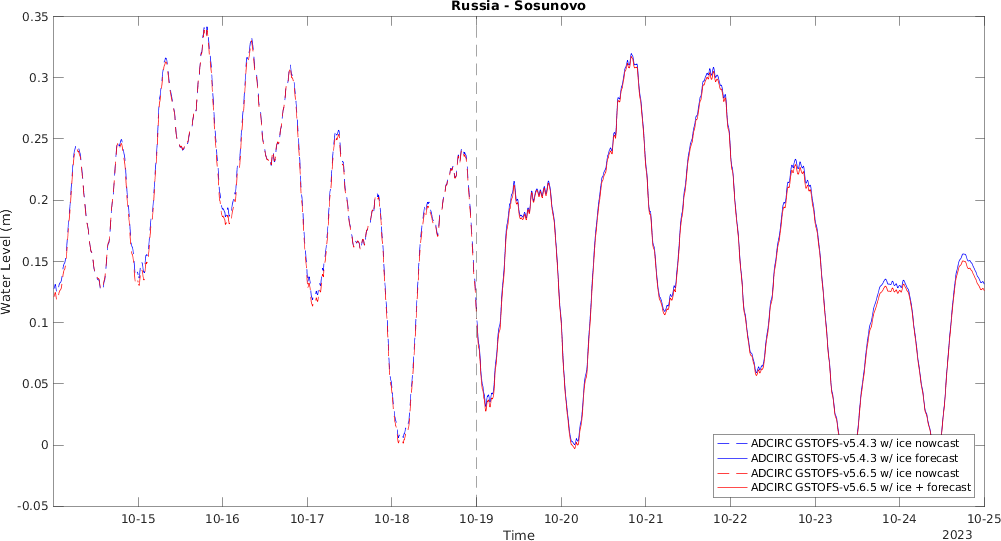 Russia - Sosunovo
0.35
0.3
0.25
0.2
0.15
0.1
0.05
0
-0.05
Water Level (m)
ADCIRC GSTOFS-v5.4.3 w/ ice nowcast
ADCIRC GSTOFS-v5.4.3 w/ ice forecast
ADCIRC GSTOFS-v5.6.5 w/ ice nowcast
ADCIRC GSTOFS-v5.6.5 w/ ice + forecast
10-15 10-16 10-17 10-18 10-19 10-20 10-21 10-22 10-23 10-24 10-25
Time
2023